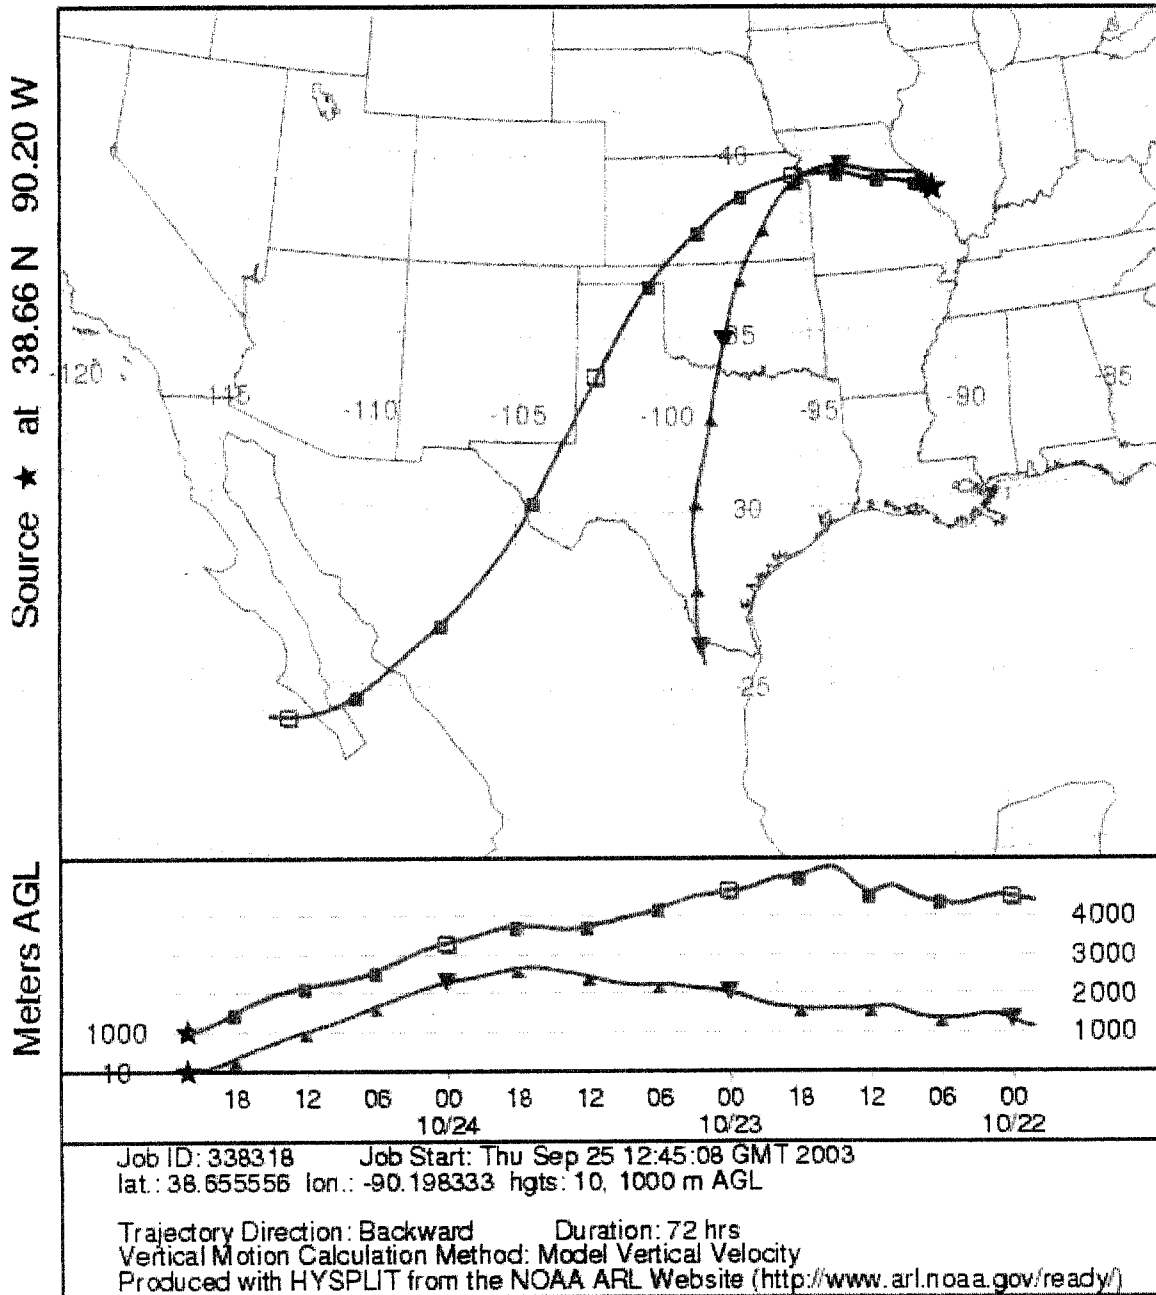 Source ★ at 38.66 N 90.20 W
40
35
-120
-115
-110
-105
-100
-95
-90
-85
30
25
Meters AGL
4000
3000
2000
1000
1000
10
18 12 06 00 18 12 06 00 18 12 06 00
10/24 10/23 10/22
Job ID: 338318 Job Start: Thu Sep 25 12:45:08 GMT 2003
lat.: 38.655556 lon.: -90.198333 hgts: 10, 1000 m AGL
Trajectory Direction: Backward Duration: 72 hrs
Vertical Motion Calculation Method: Model Vertical Velocity
Produced with HYSPLIT from the NOAA ARL Website (http://www.arl.noaa.gov/ready/)